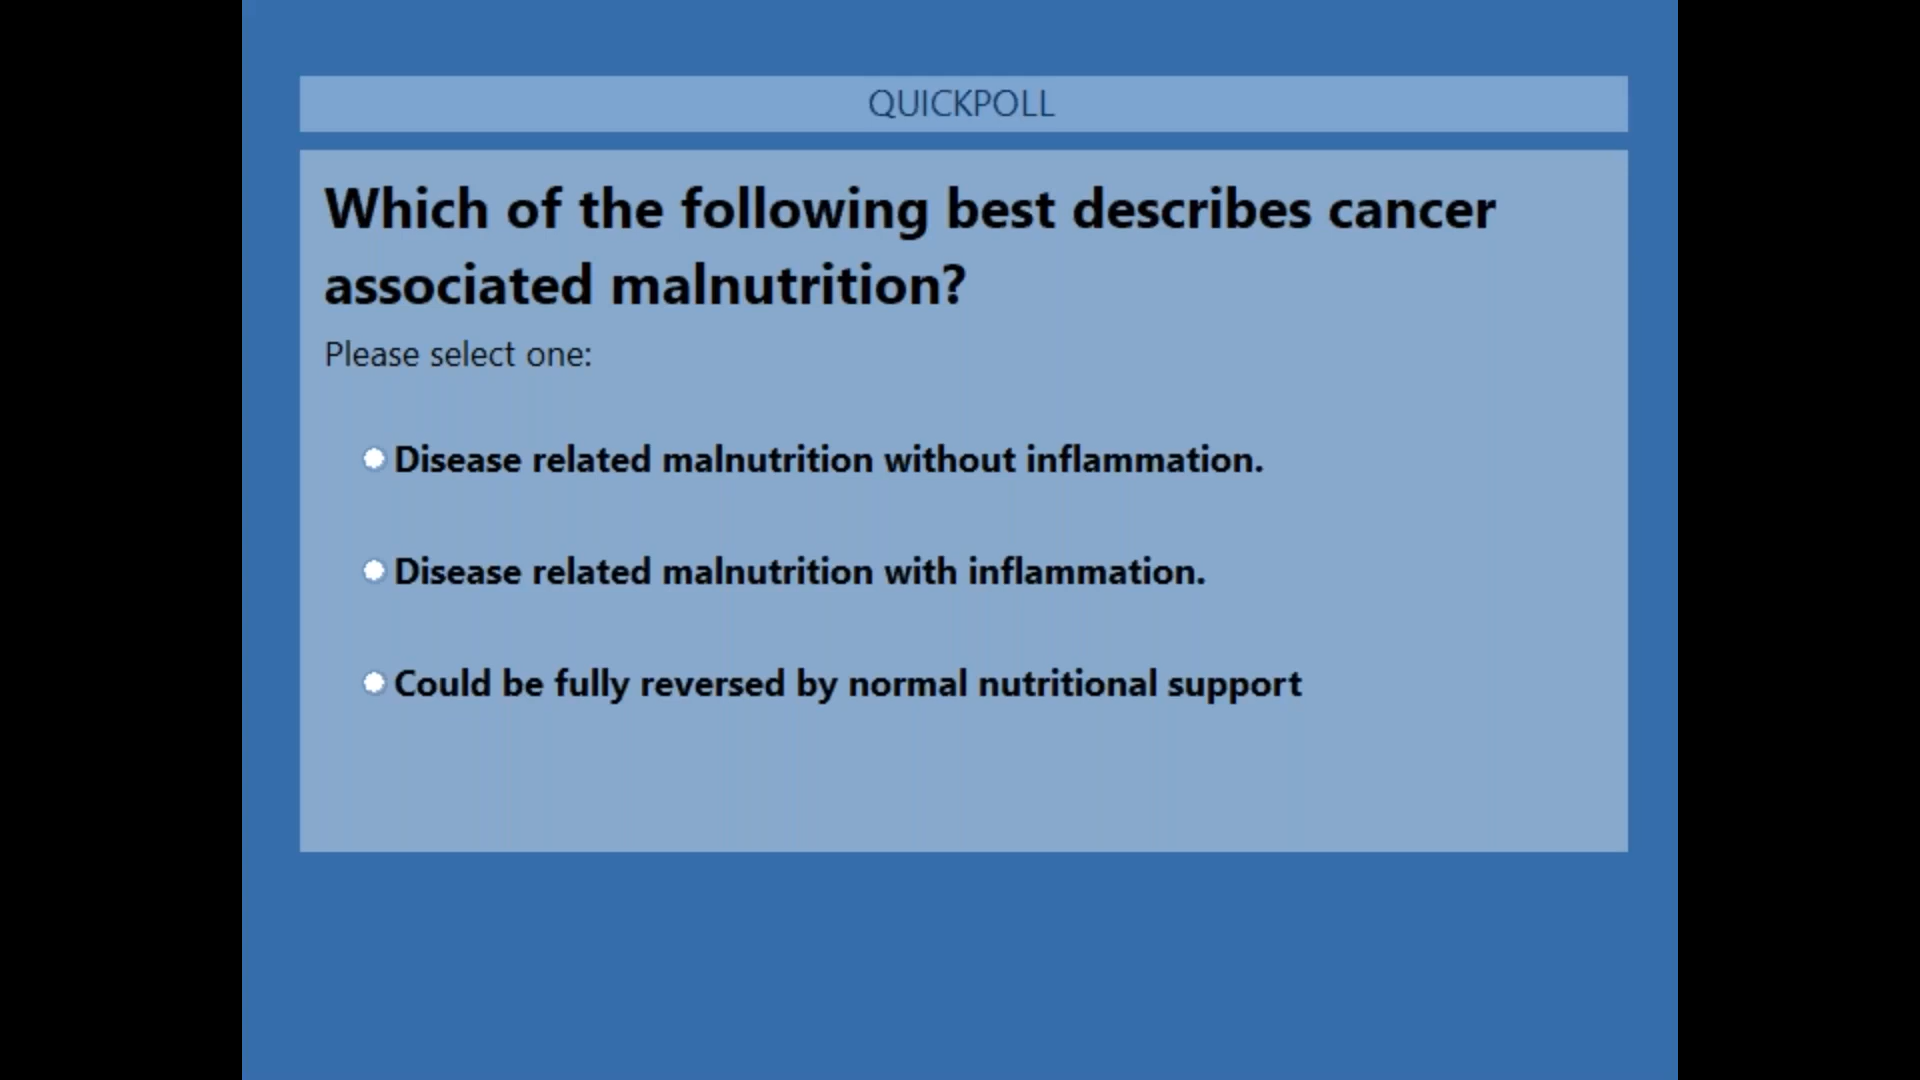 QUICKPOLL
Which of the following best describes cancer
associated malnutrition?
Please select one:
Disease related malnutrition without inflammation.
Disease related malnutrition with inflammation.
Could be fully reversed by normal nutritional support